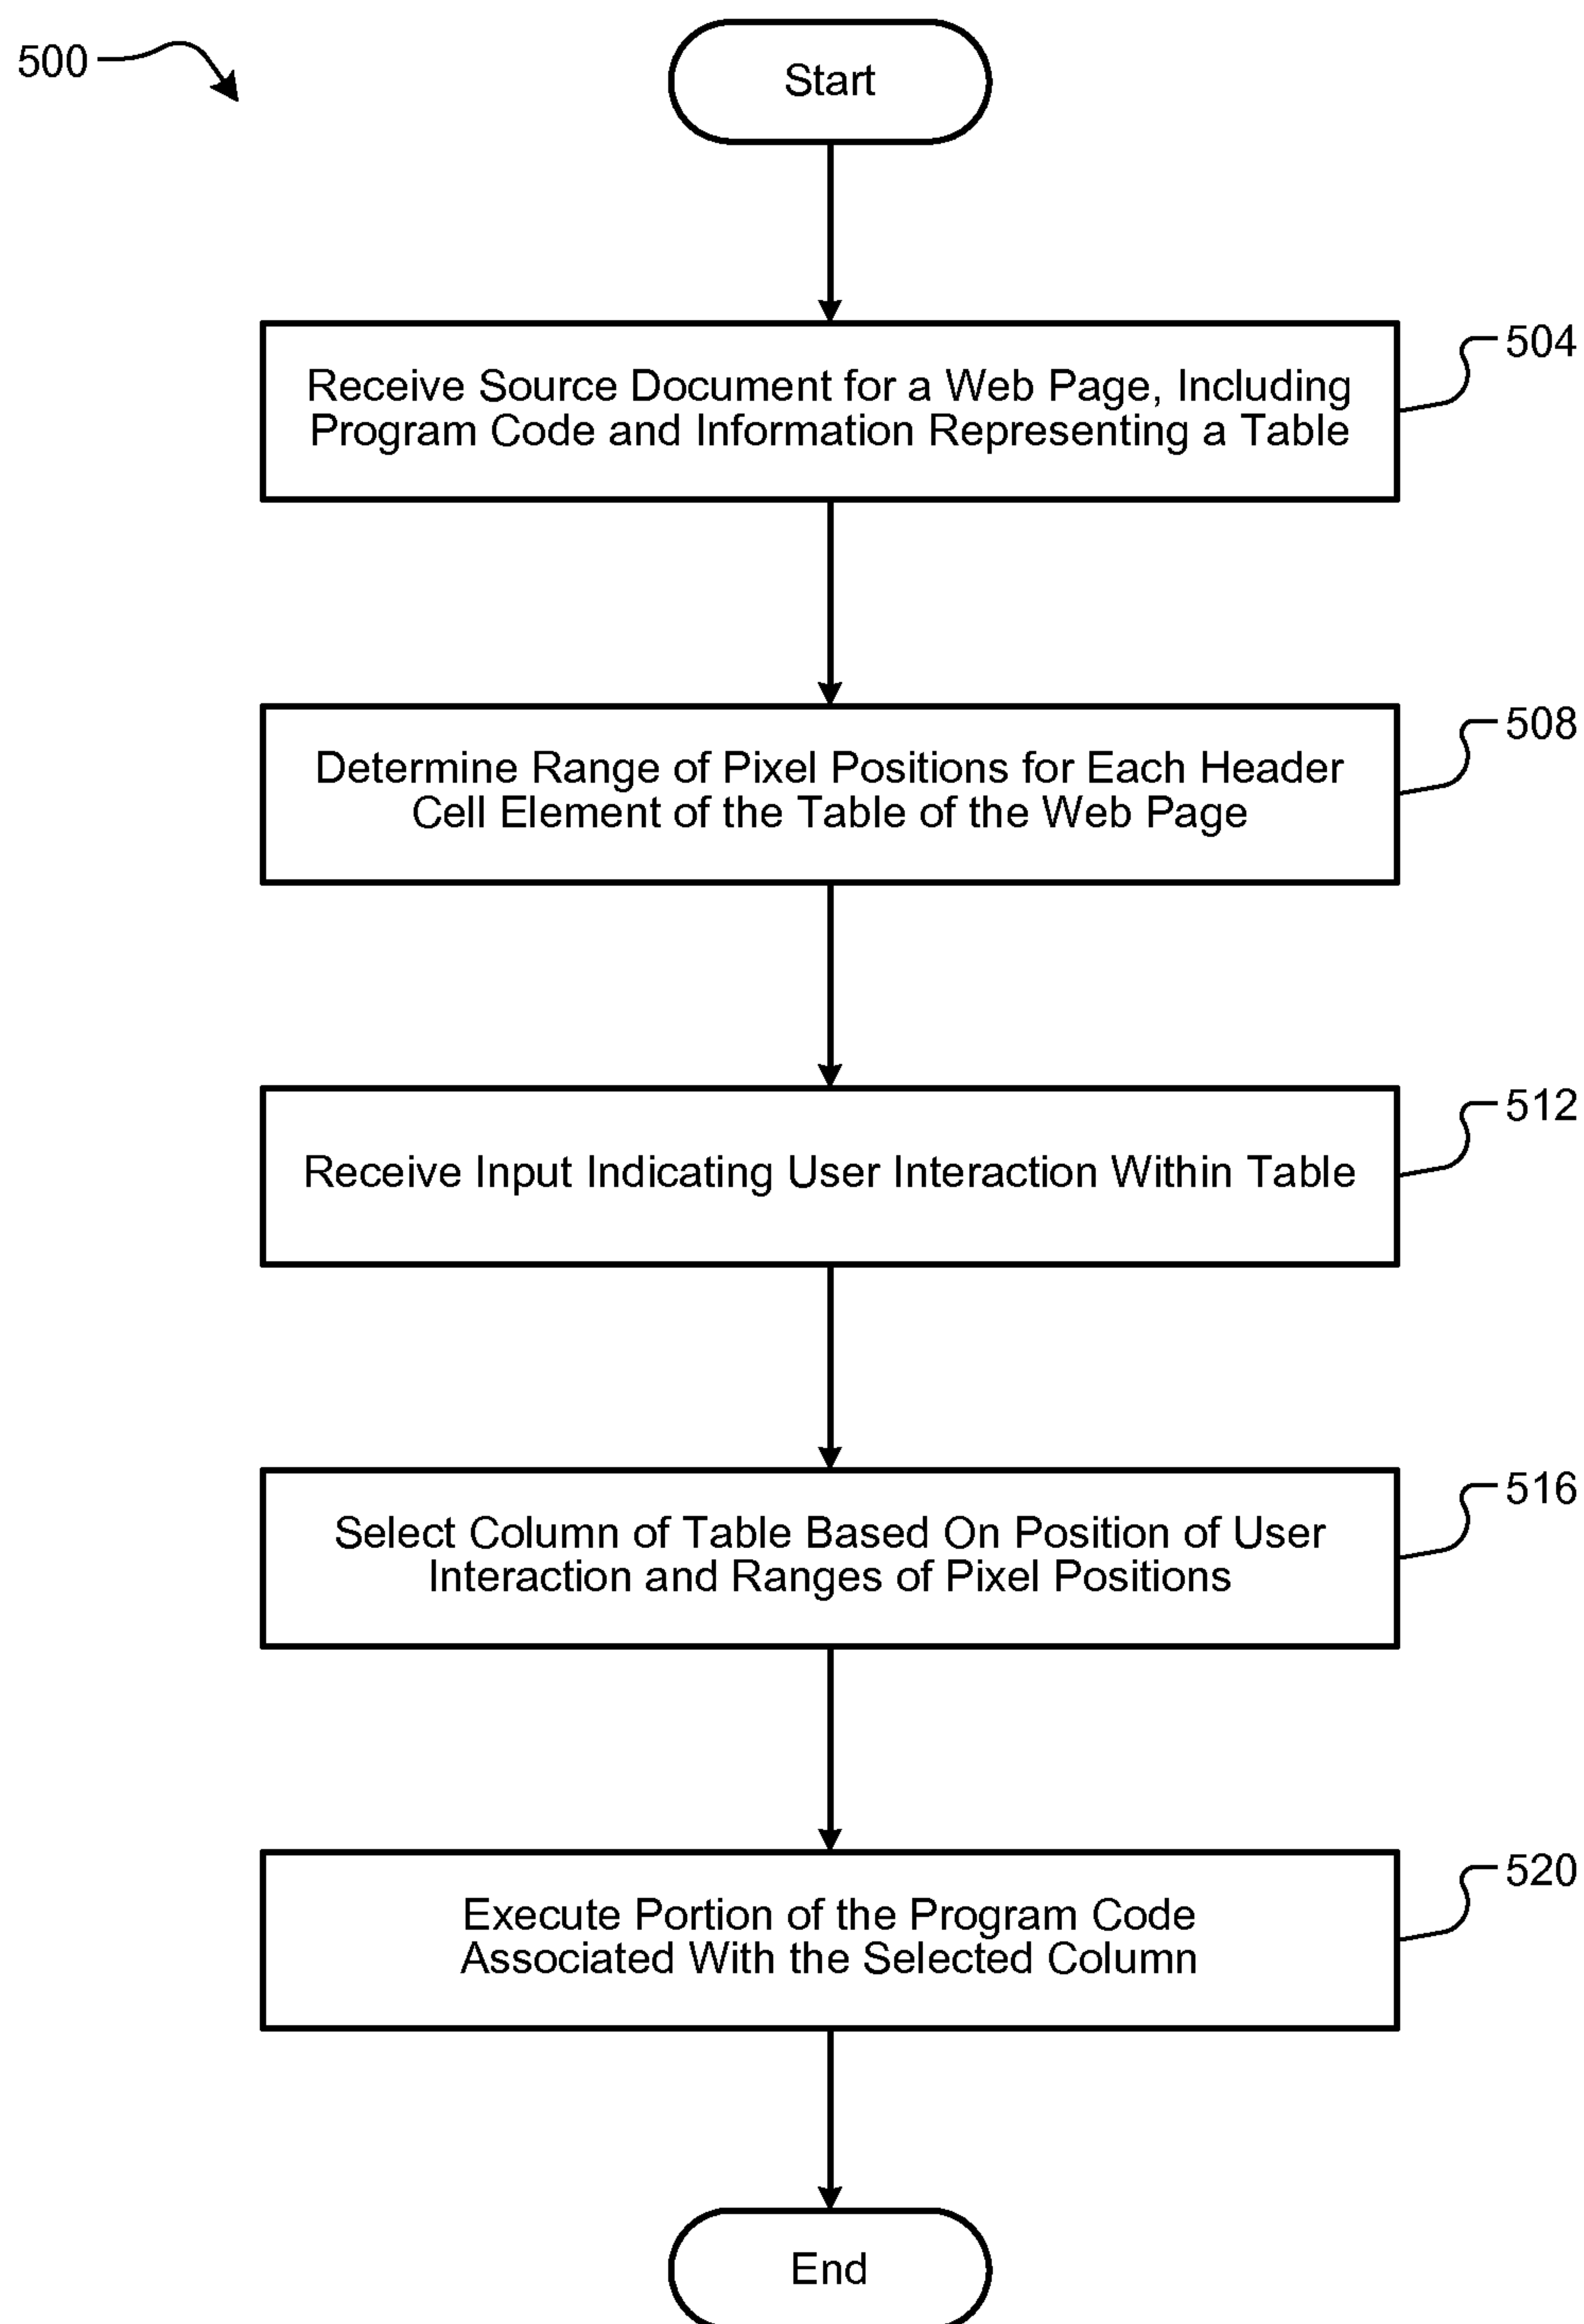 500
Start
504
Receive Source Document for a Web Page, Including
Program Code and Information Representing a Table
508
Determine Range of Pixel Positions for Each Header
Cell Element of the Table of the Web Page
512
Receive Input Indicating User Interaction Within Table
516
Select Column of Table Based On Position of User
Interaction and Ranges of Pixel Positions
520
Execute Portion of the Program Code
Associated With the Selected Column
End